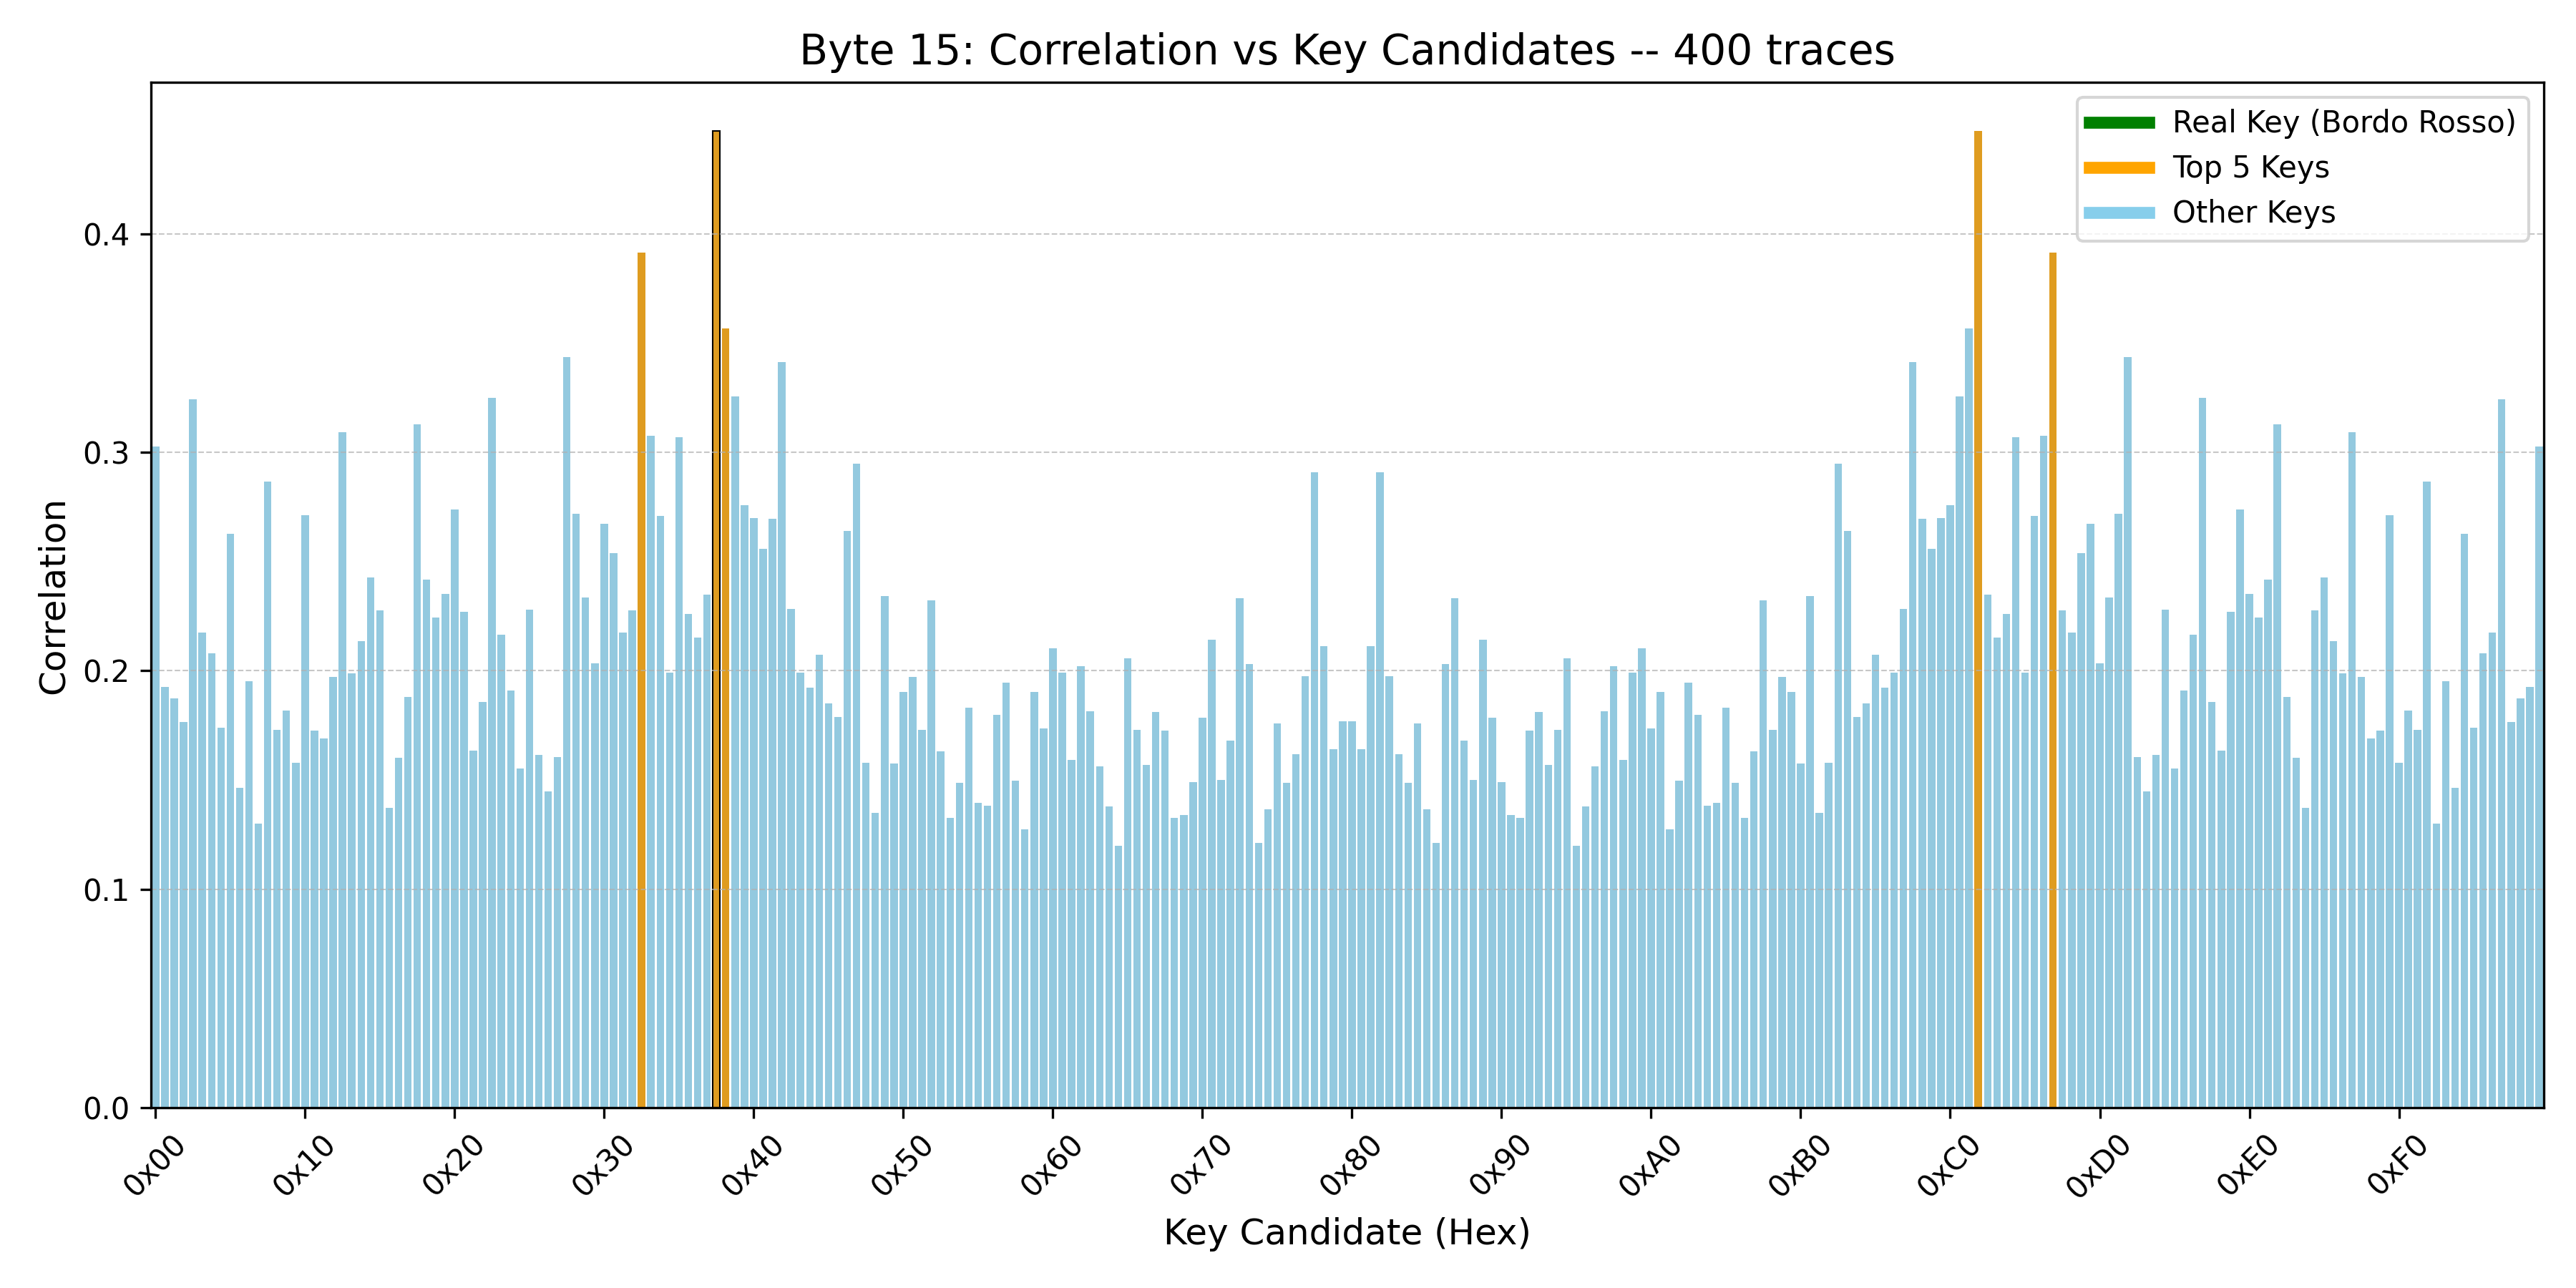 Byte 15: Correlation vs Key Candidates -- 400 traces
Real Key (Bordo Rosso)
Top 5 Keys
Other Keys
Correlation
0.4
0.3
0.2
0.1
0.0
0x00 0x10 0x20 0x30 0x40 0x50 0x60 0x70 0x80 0x90 0xA0 0xB0 0xC0 0xD0 0xE0 0xF0
Key Candidate (Hex)